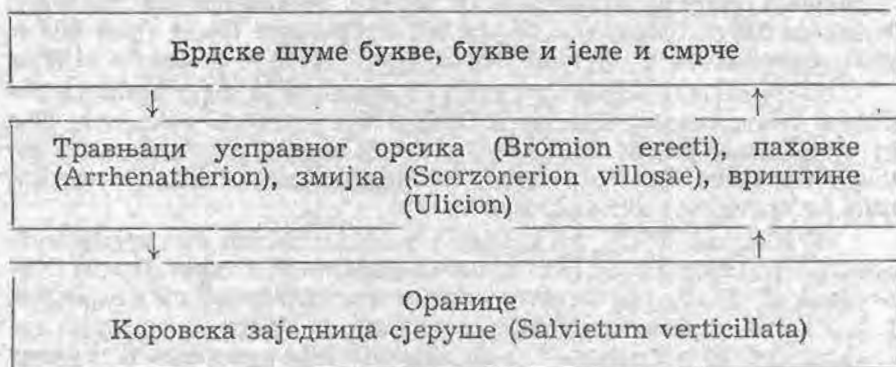 Брдске шуме букве, букве и јеле и смрче
↓ ↑
Травњаци усправног орсика (Bromion erecti), паховке
(Arrhenatherion), змијка (Scorzonerion villosae), вриштине
(Ulicion)
↓ ↑
Оранице
Коровска заједница сјеруше (Salvietum verticillata)